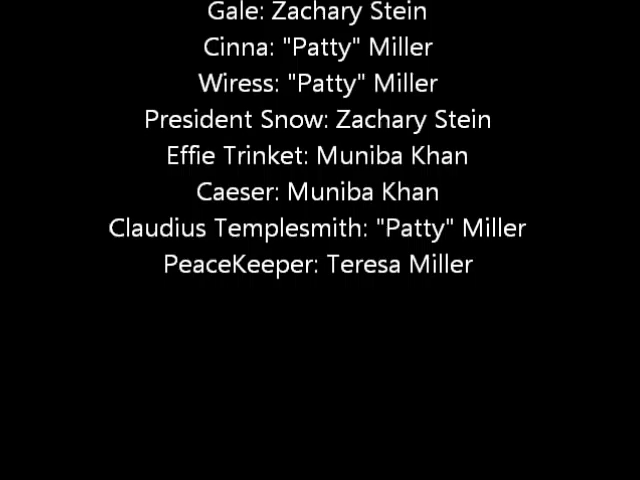 Gale: Zachary Stein
Cinna: "Patty" Miller
Wiress: "Patty" Miller
President Snow: Zachary Stein
Effie Trinket: Muniba Khan
Caeser: Muniba Khan
Claudius Templesmith: "Patty" Miller
PeaceKeeper: Teresa Miller